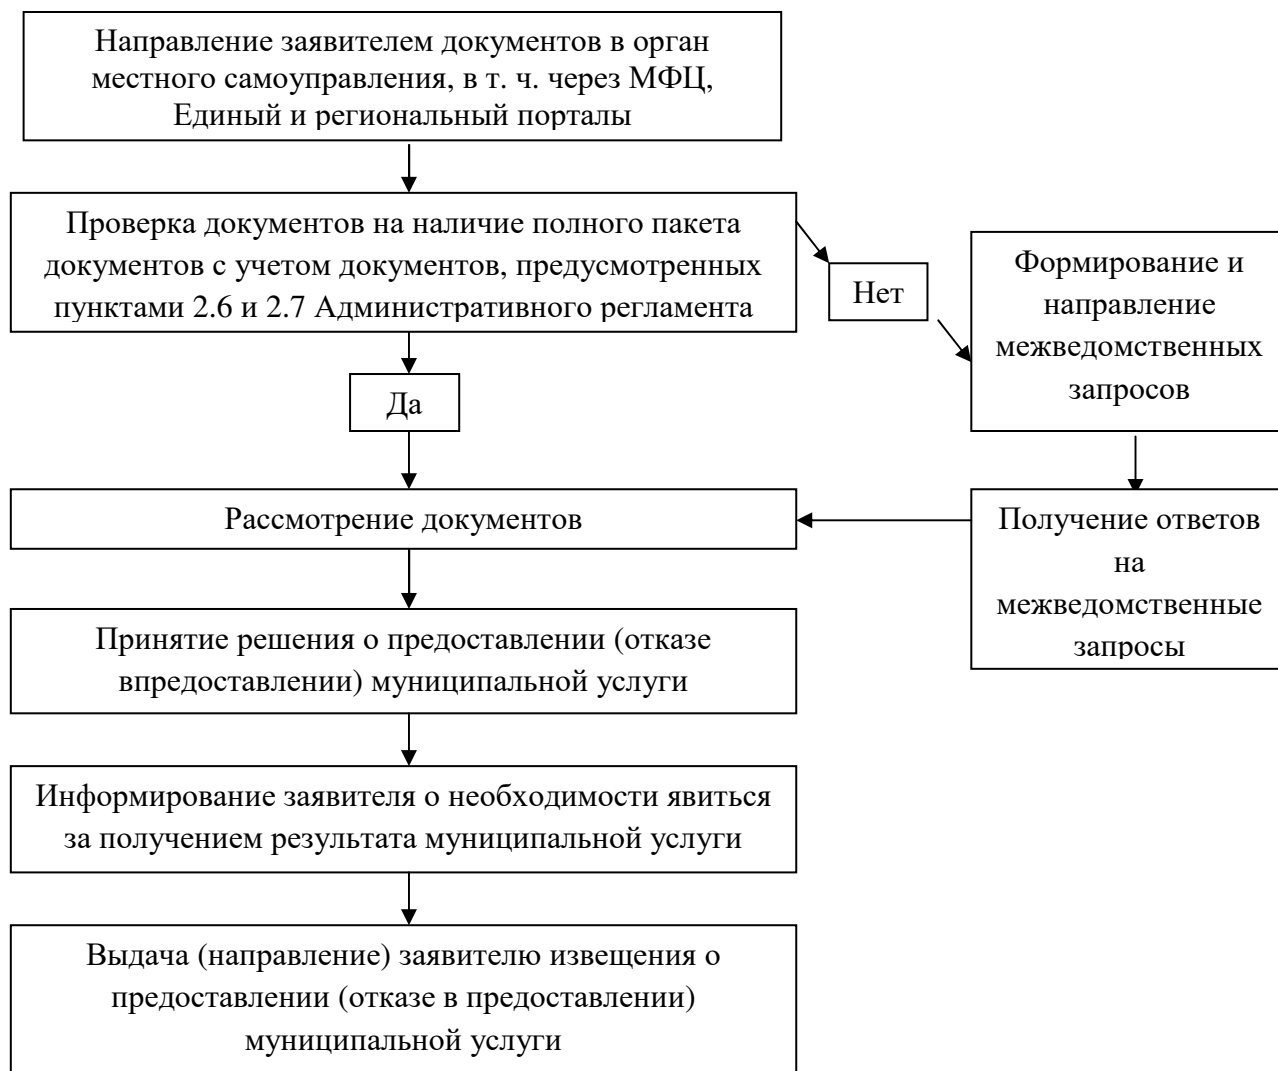 Направление заявителем документов в орган
местного самоуправления, в т. ч. через МФЦ,
Единый и региональный порталы
Проверка документов на наличие полного пакета
документов с учетом документов, предусмотренных
пунктами 2.6 и 2.7 Административного регламента
Нет
Формирование и
направление
межведомственных
запросов
Да
Рассмотрение документов
Получение ответов
на
межведомственные
запросы
Принятие решения о предоставлении (отказе
впредоставлении) муниципальной услуги
Информирование заявителя о необходимости явиться
за получением результата муниципальной услуги
Выдача (направление) заявителю извещения о
предоставлении (отказе в предоставлении)
муниципальной услуги